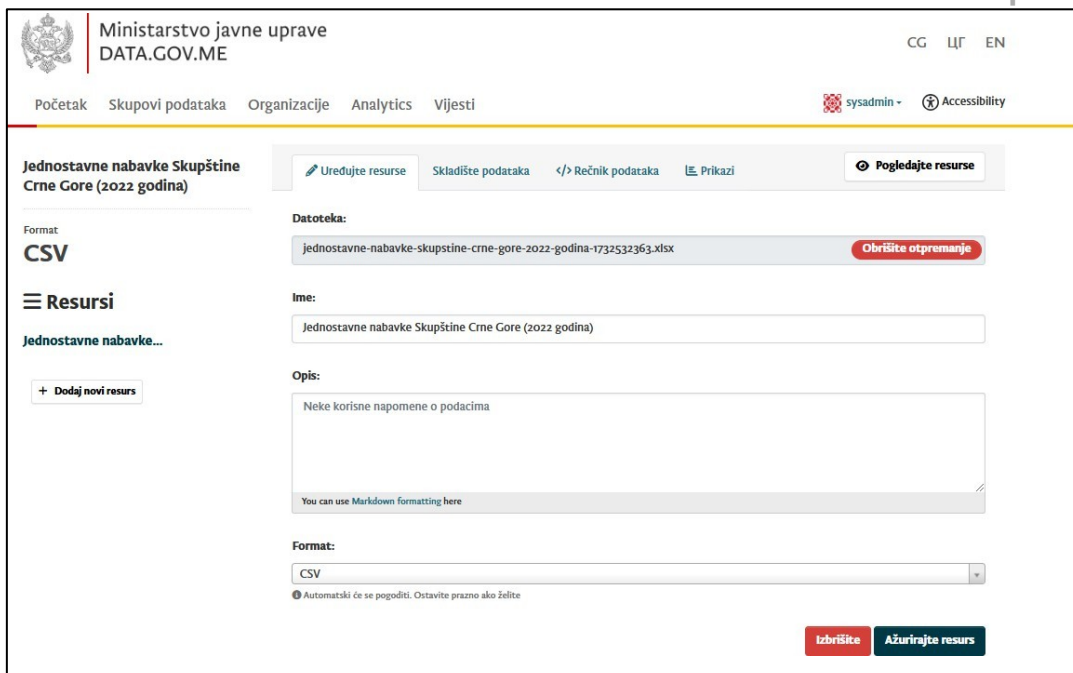 Ministarstvo javne uprave
DATA.GOV.ME
CG ЦГ EN
Početak Skupovi podataka Organizacije Analytics Vijesti
sysadmin Accessibility
Jednostavne nabavke Skupštine
Crne Gore (2022 godina)
Format
CSV
Resursi
Jednostavne nabavke...
+ Dodaj novi resurs
Uređujte resurse Skladište podataka </> Rečnik podataka Prikazi
Pogledajte resurse
Datoteka:
jednostavne-nabavke-skupstine-crne-gore-2022-godina-1732532363.xlsx Obrišite otpremanje
Ime:
Jednostavne nabavke Skupštine Crne Gore (2022 godina)
Opis:
Neke korisne napomene o podacima
You can use Markdown formatting here
Format:
CSV
Automatski će se pogoditi. Ostavite prazno ako želite
Izbrišite Ažurirajte resurs